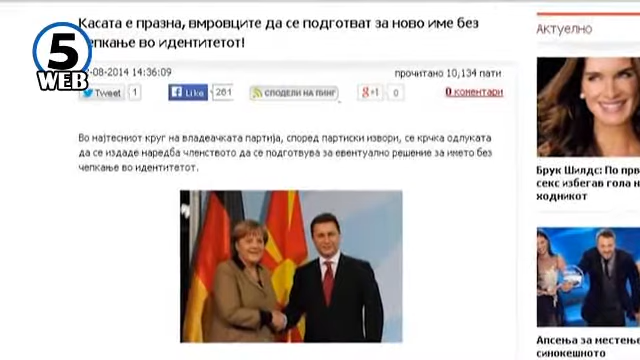 Касата е празна, вмровците да се подготват за ново име без
чепкање во идентитетот!
5
WEB
-08-2014 14:36:09
прочитано 10,134 пати
Tweet 1
Like 261
СПОДЕЛИ НА ПИНГ
g +1 0
0 коментари
Во најтесниот круг на владеачката партија, според партиски извори, се крчка одлуката
да се издаде наредба членството да се подготвува за евентуално решение за името без
чепкање во идентитетот.
Актуелно
Брук Шилдс: По прв
секс избегав гола н
ходникот
Апсења за местење
синокешното